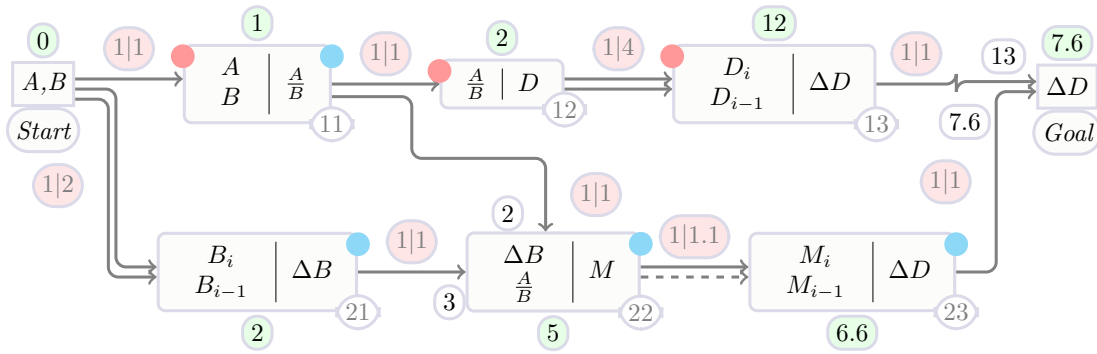 0
1
2
12
7.6
1|1
1|1
1|4
1|1
13
A,B
A
B
A/B
A/B | D
D_i
D_{i-1}
ΔD
ΔD
Start
11
12
13
7.6
Goal
1|2
1|1
1|1
1|1
1|1.1
2
B_i
B_{i-1}
ΔB
ΔB
A/B
M
M_i
M_{i-1}
ΔD
3
21
22
23
2
5
6.6